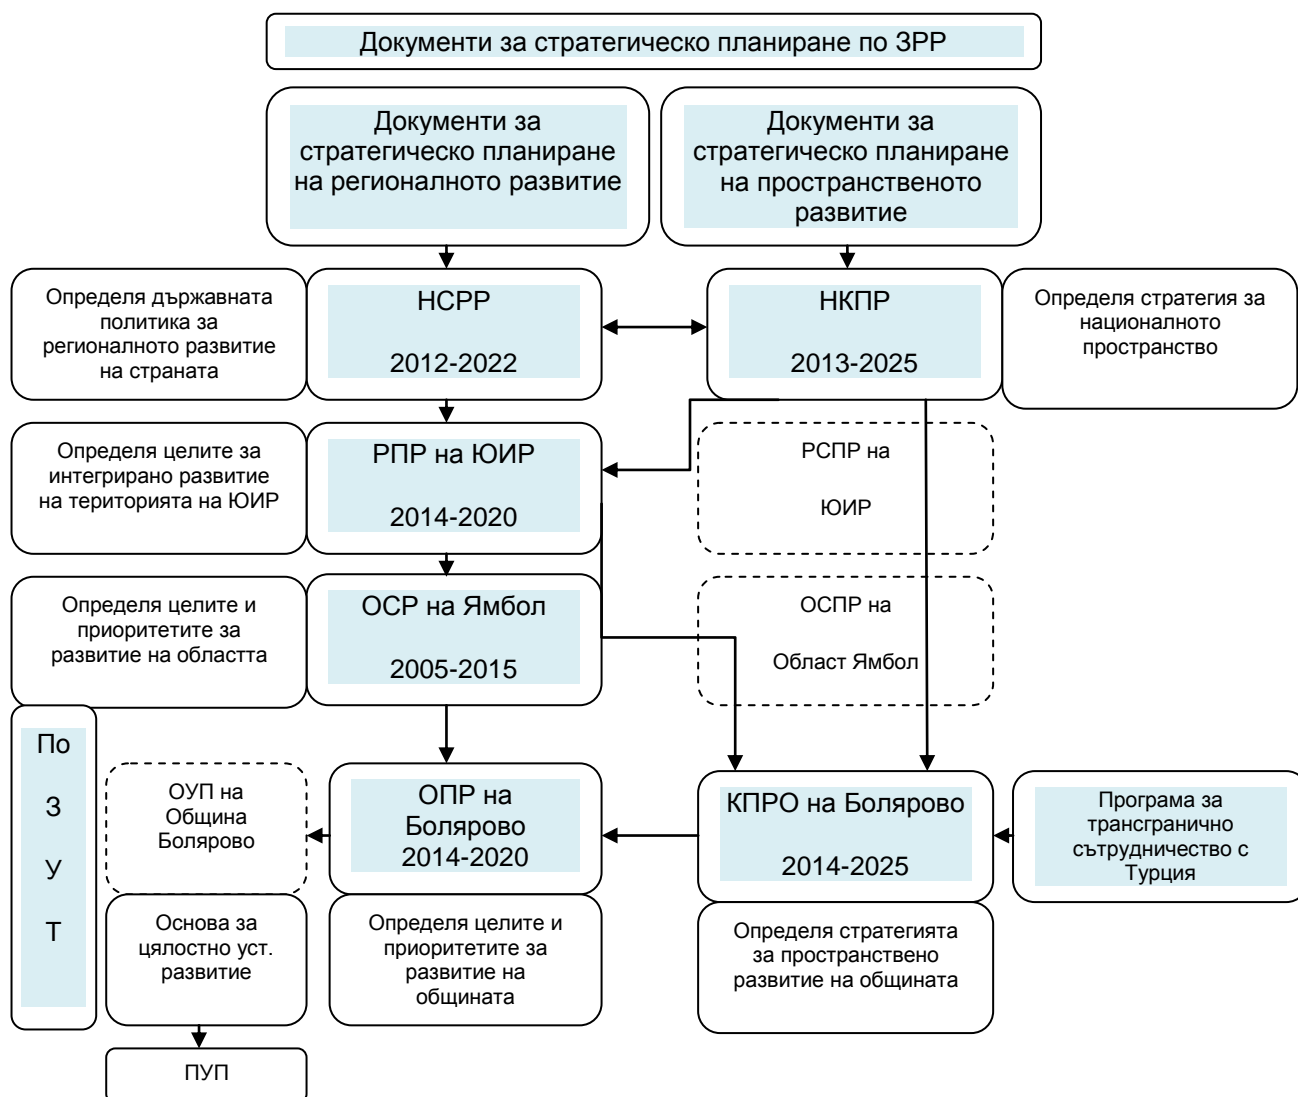 Документи за стратегическо планиране по ЗРР
Документи за
стратегическо планиране
на регионалното развитие
Документи за
стратегическо планиране
на пространственото
развитие
Определя държавната
политика за
регионалното развитие
на страната
НСРР
2012-2022
НКПР
2013-2025
Определя стратегия за
националното
пространство
Определя целите за
интегрирано развитие
на територията на ЮИР
РПР на ЮИР
2014-2020
РСПР на
ЮИР
Определя целите и
приоритетите за
развитие на областта
ОСР на Ямбол
2005-2015
ОСПР на
Област Ямбол
По
З
У
Т
ОУП на
Община
Болярово
ОПР на
Болярово
2014-2020
КПРО на Болярово
2014-2025
Програма за
трансгранично
сътрудничество с
Турция
Основа за
цялостно уст.
развитие
Определя целите и
приоритетите за
развитие на
общината
Определя стратегията
за пространствено
развитие на общината
ПУП